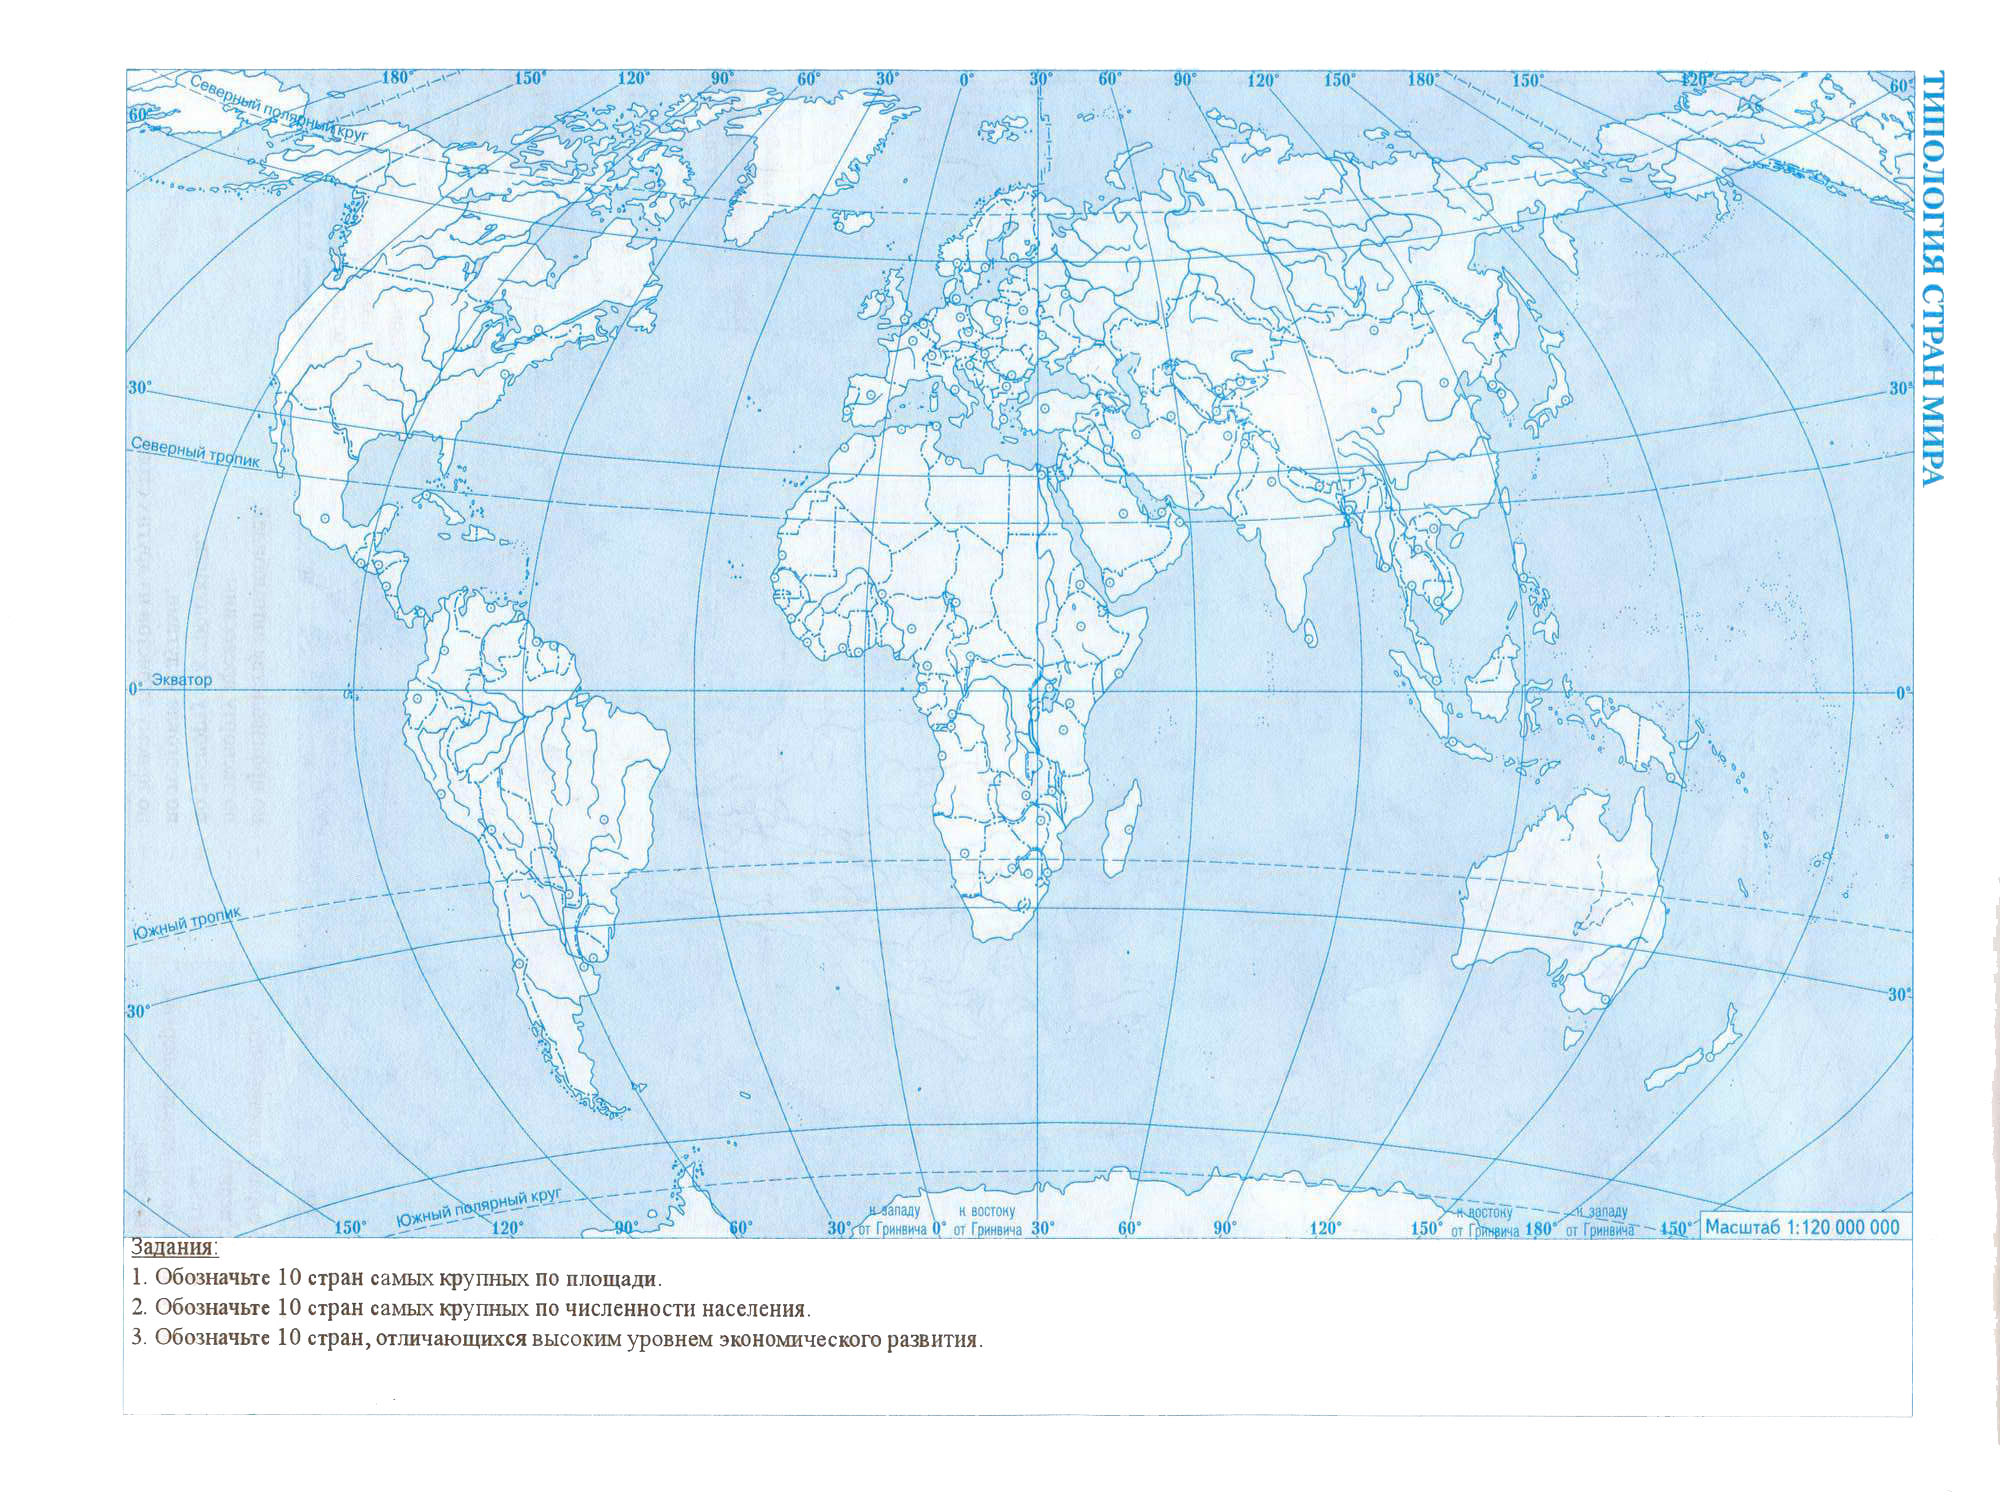 180° 150° 120° 90° 60° 30° 0° 30° 60° 90° 120 150° 180° 150° 120° 60°
ТИПОЛОГИЯ СТРАН МИРА
Северный полярный круг
60°
30° 30°
Северный тропик
0° Экватор 0°
Южный тропик
30° 30°
Южный полярный круг
к западу
от Гринвича
к востоку
от Гринвича
к востоку
от Гринвича
к западу
от Гринвича
150° 120° 90° 60° 30° 0° 30° 60° 90° 120° 150° 180° 150°
Масштаб 1:120 000 000
Задания:
1. Обозначьте 10 стран самых крупных по площади.
2. Обозначьте 10 стран самых крупных по численности населения.
3. Обозначьте 10 стран, отличающихся высоким уровнем экономического развития.